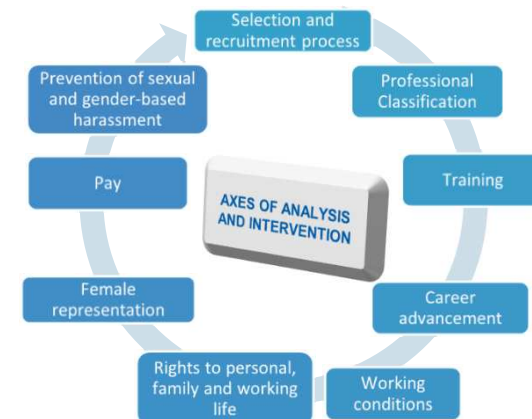 Selection and
recruitment process
Professional
Classification
Training
Career
advancement
Working
conditions
Rights to personal,
family and working
life
Female
representation
Pay
Prevention of sexual
and gender-based
harassment
AXES OF ANALYSIS
AND INTERVENTION